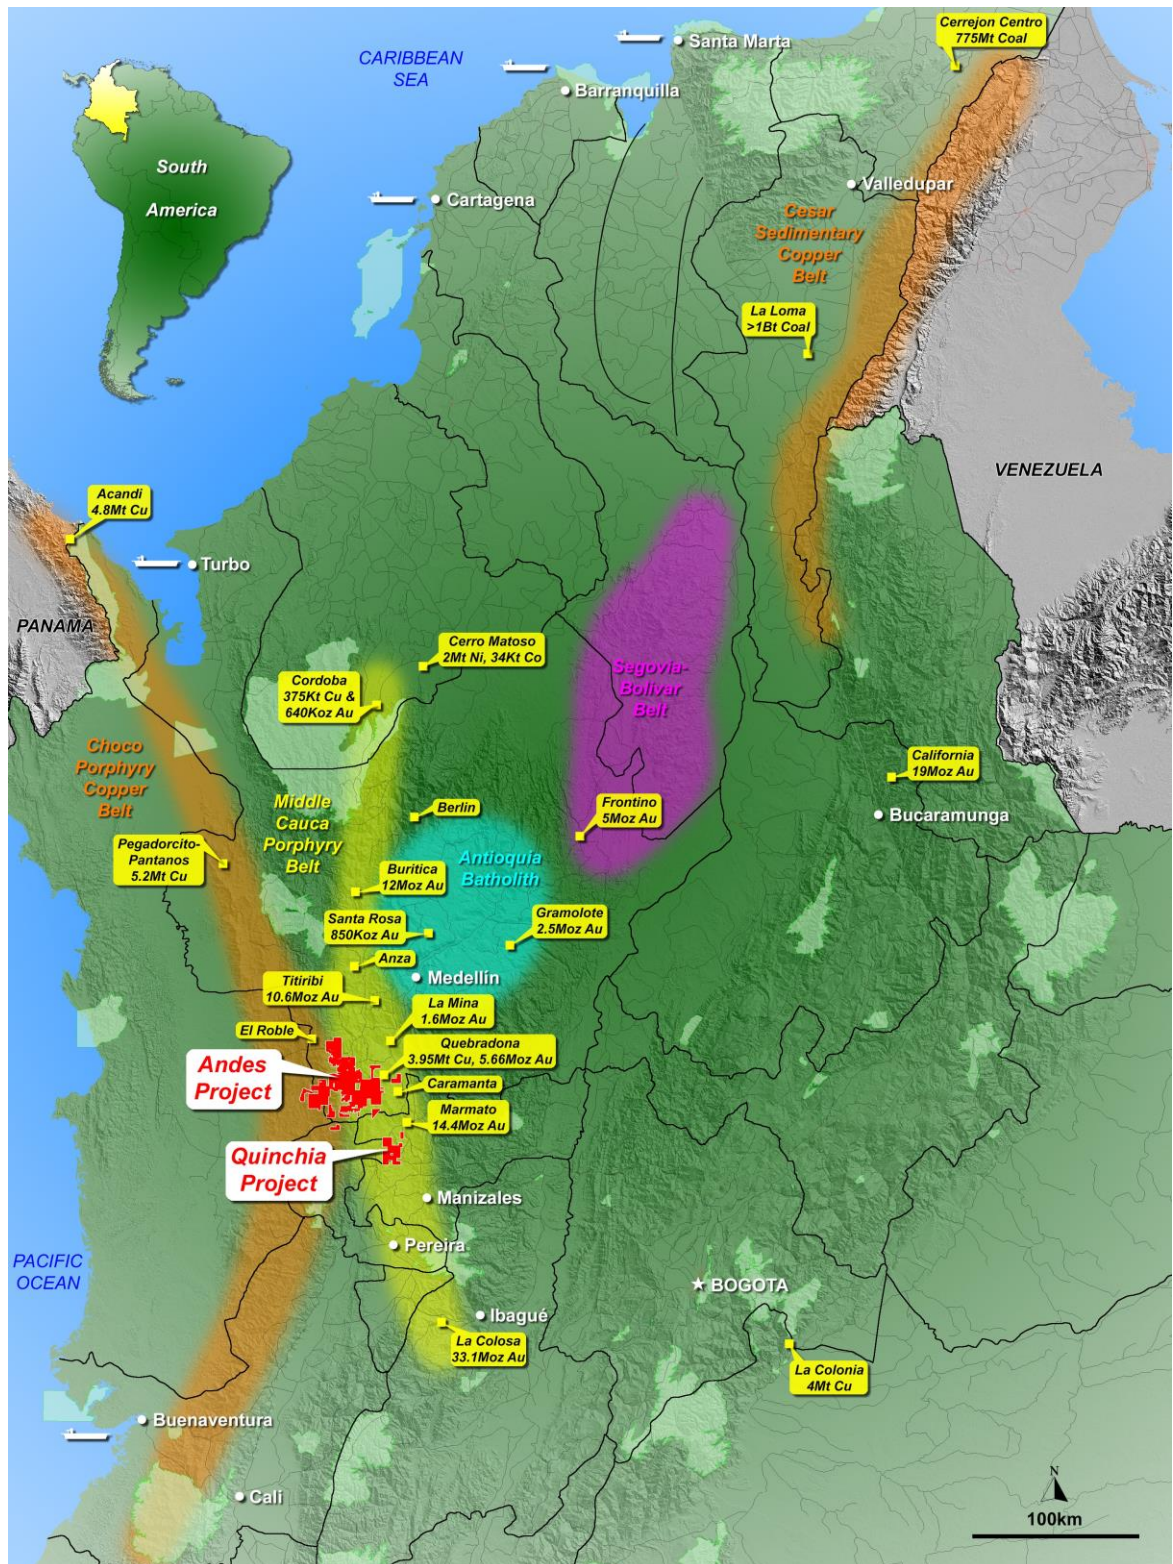 Cerrejon Centro
775Mt Coal
CARIBBEAN
SEA
Santa Marta
Barranquilla
South
America
Valledupar
Cartagena
Cesar
Sedimentary
Copper
Belt
La Loma
>1Bt Coal
VENEZUELA
Acandi
4.8Mt Cu
Turbo
PANAMA
Cerro Matoso
2Mt Ni, 34Kt Co
Cordoba
375Kt Cu &
640Koz Au
Segovia-
Bolivar
Belt
Choco
Porphyry
Copper
Belt
California
19Moz Au
Middle
Cauca
Porphyry
Belt
Berlin
Frontino
5Moz Au
Bucaramunga
Pegadorcito-
Pantanos
5.2Mt Cu
Antioquia
Batholith
Buritica
12Moz Au
Santa Rosa
850Koz Au
Gramolote
2.5Moz Au
Anza
Medellín
Titiribi
10.6Moz Au
La Mina
1.6Moz Au
El Roble
Quebradona
3.95Mt Cu, 5.66Moz Au
Andes
Project
Caramanta
Marmato
14.4Moz Au
Quinchia
Project
Manizales
Pereira
PACIFIC
OCEAN
BOGOTA
Ibagué
La Colosa
33.1Moz Au
La Colonia
4Mt Cu
Buenaventura
Cali
N
100km